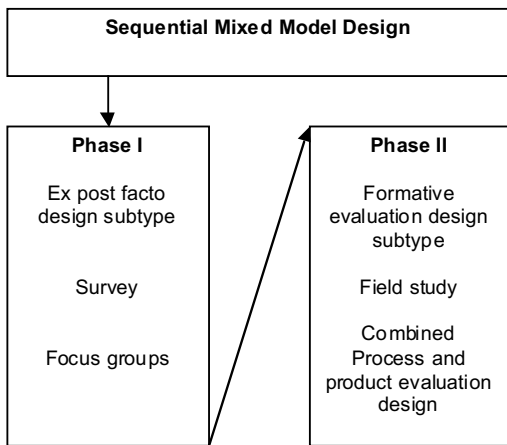 Sequential Mixed Model Design
Phase I
Ex post facto
design subtype
Survey
Focus groups
Phase II
Formative
evaluation design
subtype
Field study
Combined
Process and
product evaluation
design